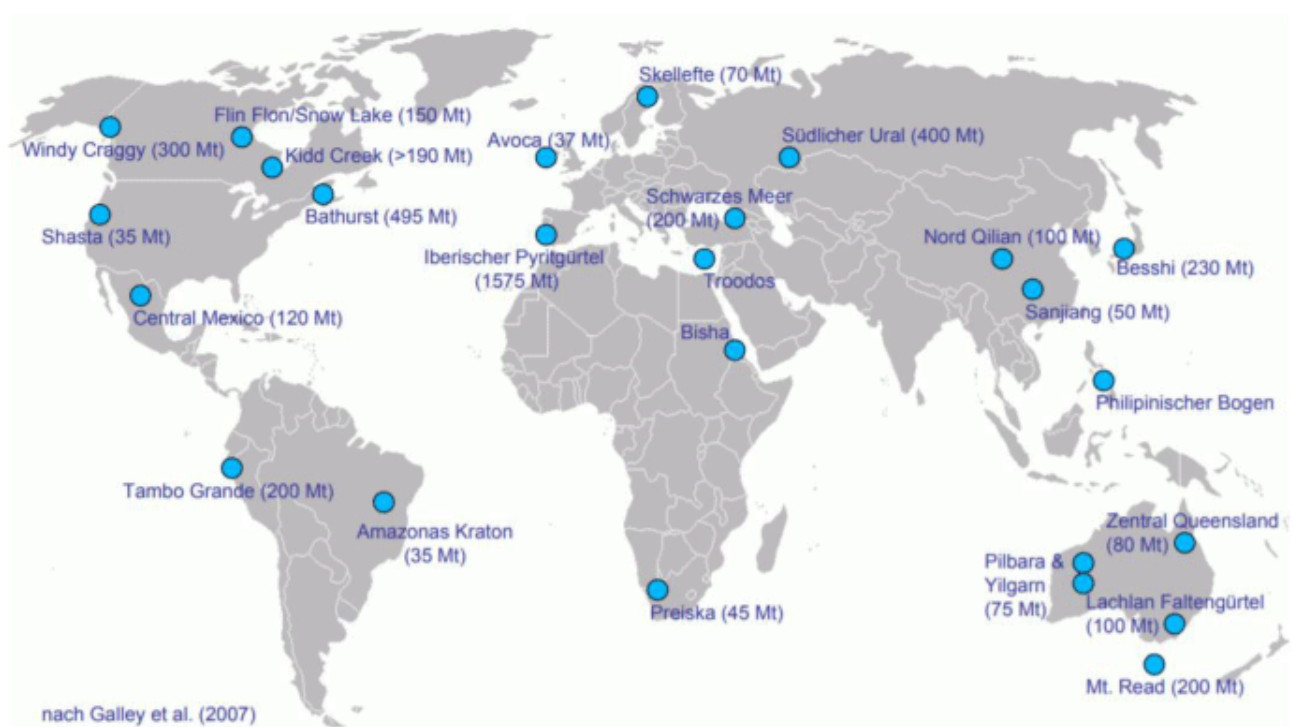 Skellefte (70 Mt)
Flin Flon/Snow Lake (150 Mt)
Windy Craggy (300 Mt)
Kidd Creek (>190 Mt)
Avoca (37 Mt)
Südlicher Ural (400 Mt)
Bathurst (495 Mt)
Schwarzes Meer
(200 Mt)
Shasta (35 Mt)
Iberischer Pyritgürtel
(1575 Mt)
Troodos
Nord Qilian (100 Mt)
Besshi (230 Mt)
Sanjiang (50 Mt)
Central Mexico (120 Mt)
Bisha
Philipinischer Bogen
Tambo Grande (200 Mt)
Amazonas Kraton
(35 Mt)
Zentral Queensland
(80 Mt)
Pilbara &
Yilgarn
(75 Mt)
Lachlan Faltengürtel
(100 Mt)
Preiska (45 Mt)
Mt. Read (200 Mt)
nach Galley et al. (2007)